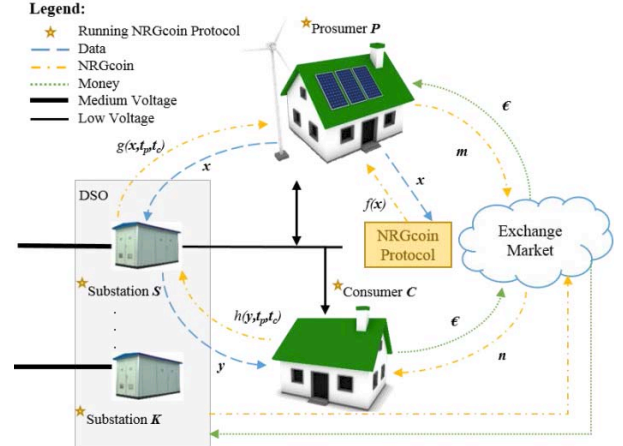 Legend:
Running NRGcoin Protocol
Data
NRGcoin
Money
Medium Voltage
Low Voltage
Prosumer P
€
g(x,tp,tc)
x
m
x
f(x)
DSO
NRGcoin
Protocol
Exchange
Market
Substation S
Consumer C
h(y,tp,tc)
€
y
n
Substation K